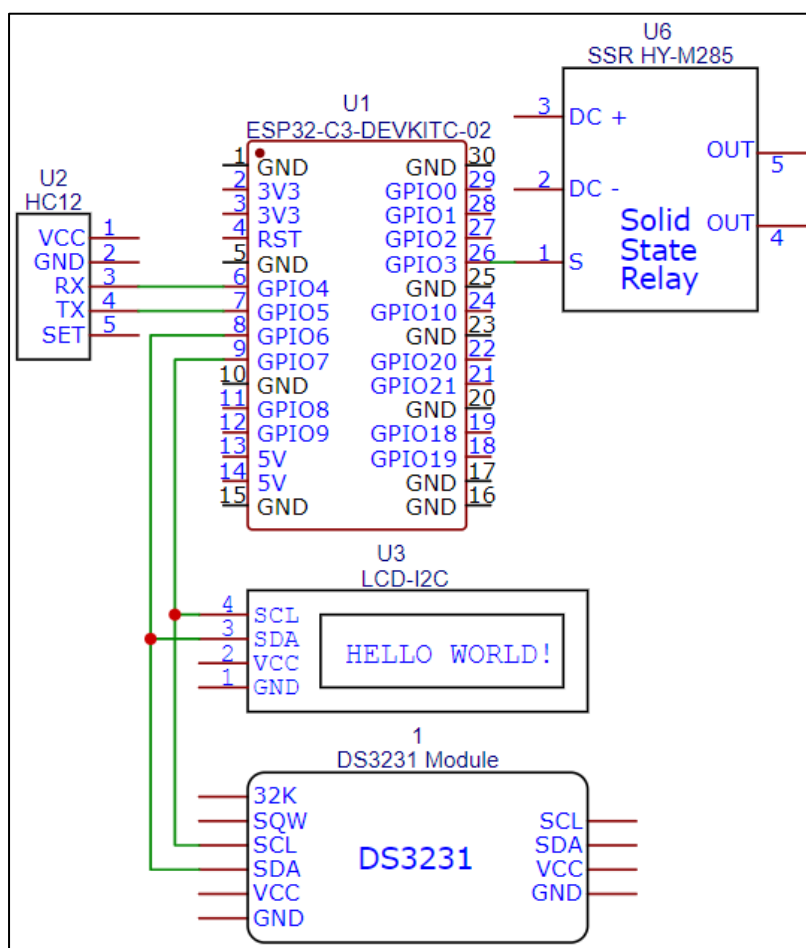 U6
SSR HY-M285
3 DC +
OUT 5
2 DC -
OUT 4
1 S
Solid
State
Relay
U1
ESP32-C3-DEVKITC-02
1 GND GND 30
2 3V3 GPIO0 29
3 3V3 GPIO1 28
4 RST GPIO2 27
5 GND GPIO3 26
6 GPIO4 GND 25
7 GPIO5 GPIO10 24
8 GPIO6 GND 23
9 GPIO7 GPIO20 22
10 GND GPIO21 21
11 GPIO8 GND 20
12 GPIO9 GPIO18 19
13 5V GPIO19 18
14 5V GND 17
15 GND GND 16
U2
HC12
VCC 1
GND 2
RX 3
TX 4
SET 5
U3
LCD-I2C
4 SCL
3 SDA
2 VCC
1 GND
HELLO WORLD!
1
DS3231 Module
32K
SQW
SCL
SDA
VCC
GND
DS3231
SCL
SDA
VCC
GND